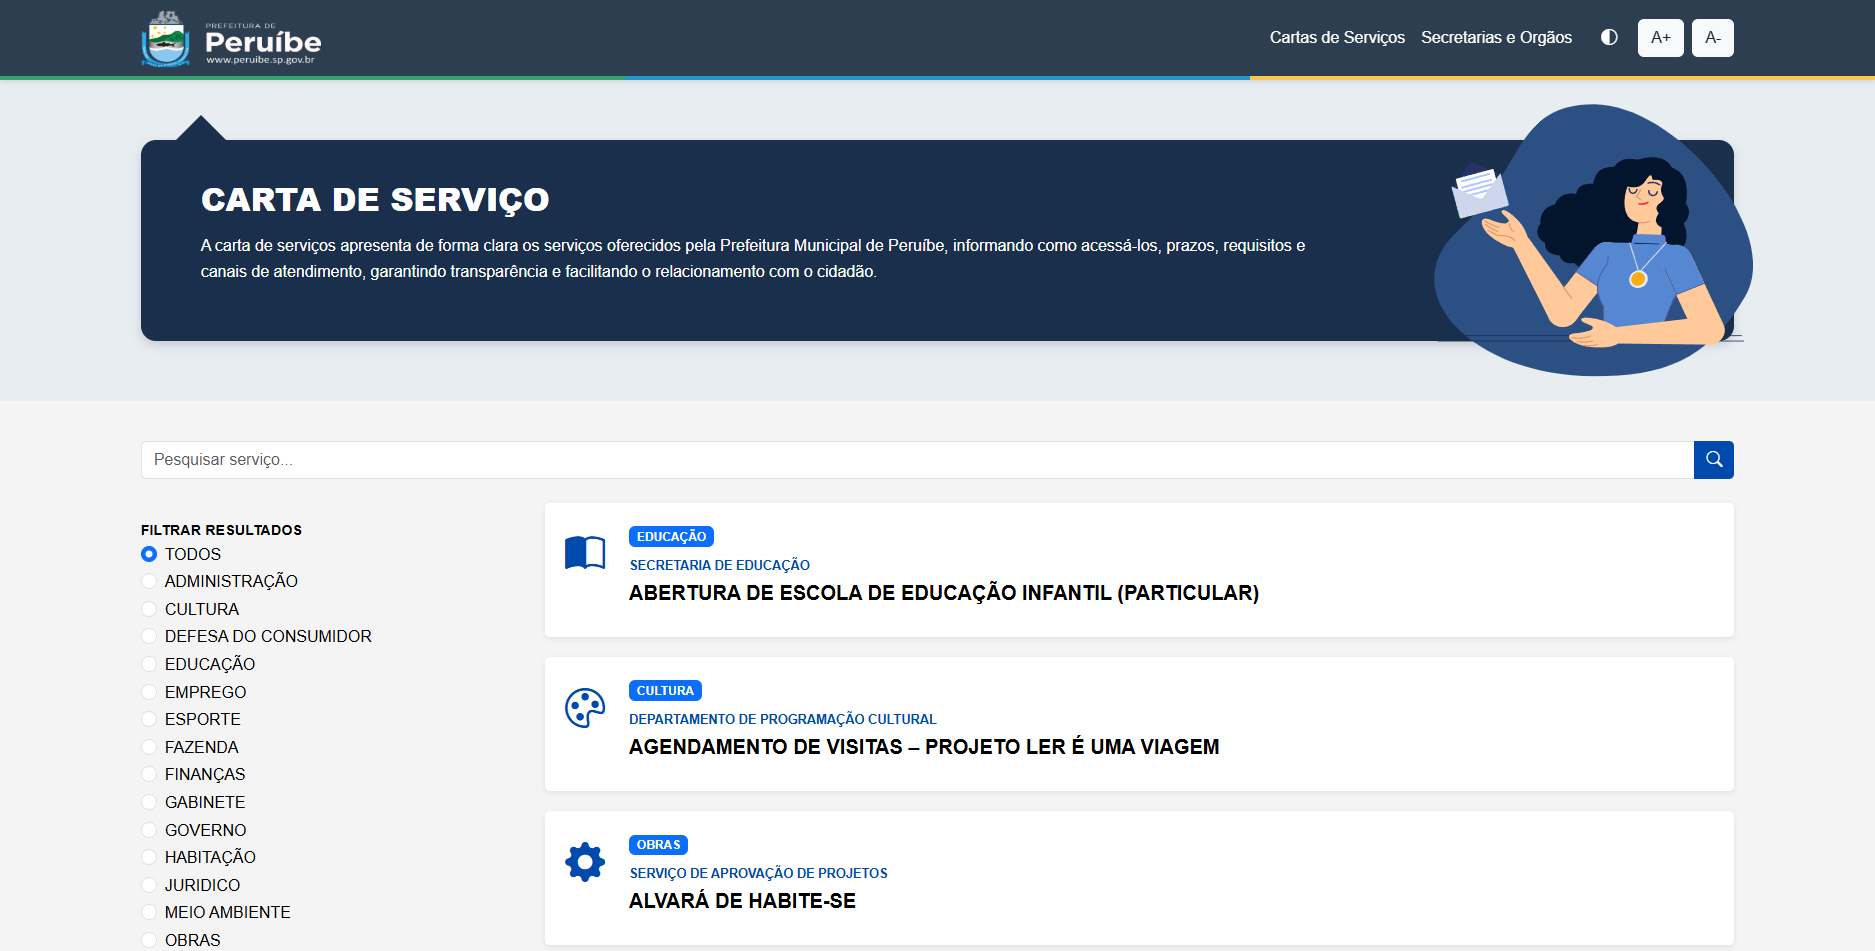 PREFEITURA DE
Peruíbe
www.peruibe.sp.gov.br
Cartas de Serviços
Secretarias e Orgãos
A+
A-
CARTA DE SERVIÇO
A carta de serviços apresenta de forma clara os serviços oferecidos pela Prefeitura Municipal de Peruíbe, informando como acessá-los, prazos, requisitos e
canais de atendimento, garantindo transparência e facilitando o relacionamento com o cidadão.
Pesquisar serviço...
FILTRAR RESULTADOS
TODOS
ADMINISTRAÇÃO
CULTURA
DEFESA DO CONSUMIDOR
EDUCAÇÃO
EMPREGO
ESPORTE
FAZENDA
FINANÇAS
GABINETE
GOVERNO
HABITAÇÃO
JURIDICO
MEIO AMBIENTE
OBRAS
EDUCAÇÃO
SECRETARIA DE EDUCAÇÃO
ABERTURA DE ESCOLA DE EDUCAÇÃO INFANTIL (PARTICULAR)
CULTURA
DEPARTAMENTO DE PROGRAMAÇÃO CULTURAL
AGENDAMENTO DE VISITAS – PROJETO LER É UMA VIAGEM
OBRAS
SERVIÇO DE APROVAÇÃO DE PROJETOS
ALVARÁ DE HABITE-SE